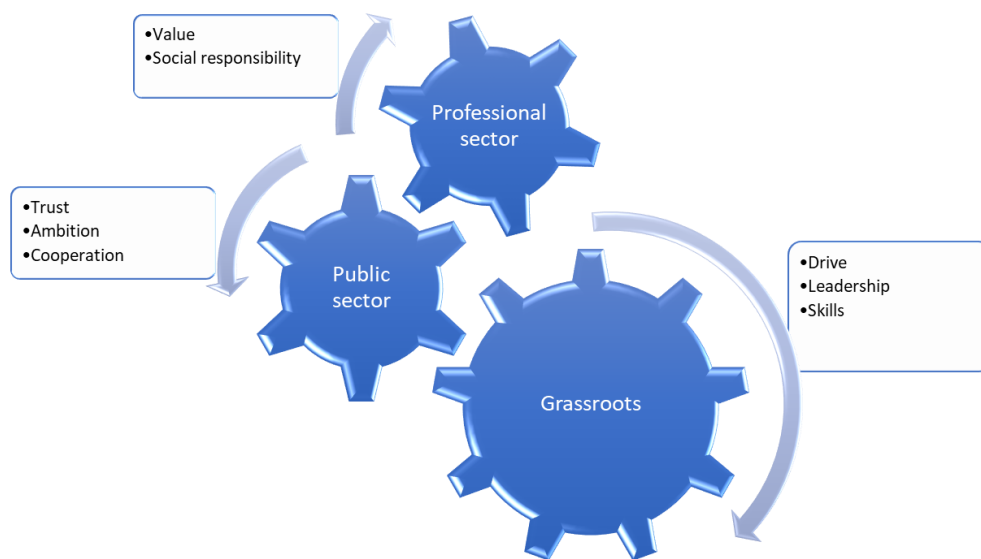 •Value
•Social responsibility
Professional
sector
•Trust
•Ambition
•Cooperation
Public
sector
•Drive
•Leadership
•Skills
Grassroots